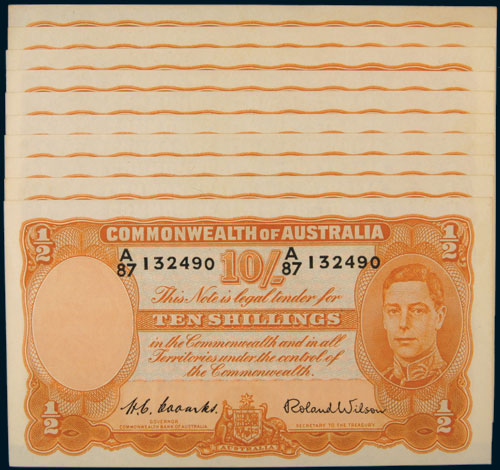 COMMONWEALTH OF AUSTRALIA
1/2
1/2
A/87 132490 10/- A/87 132490
This Note is legal tender for
TEN SHILLINGS
in the Commonwealth and in all
Territories under the control of
the Commonwealth.
H.C. Coombs. Roland Wilson
GOVERNOR SECRETARY TO THE TREASURY
COMMONWEALTH BANK OF AUSTRALIA
1/2
1/2
AUSTRALIA